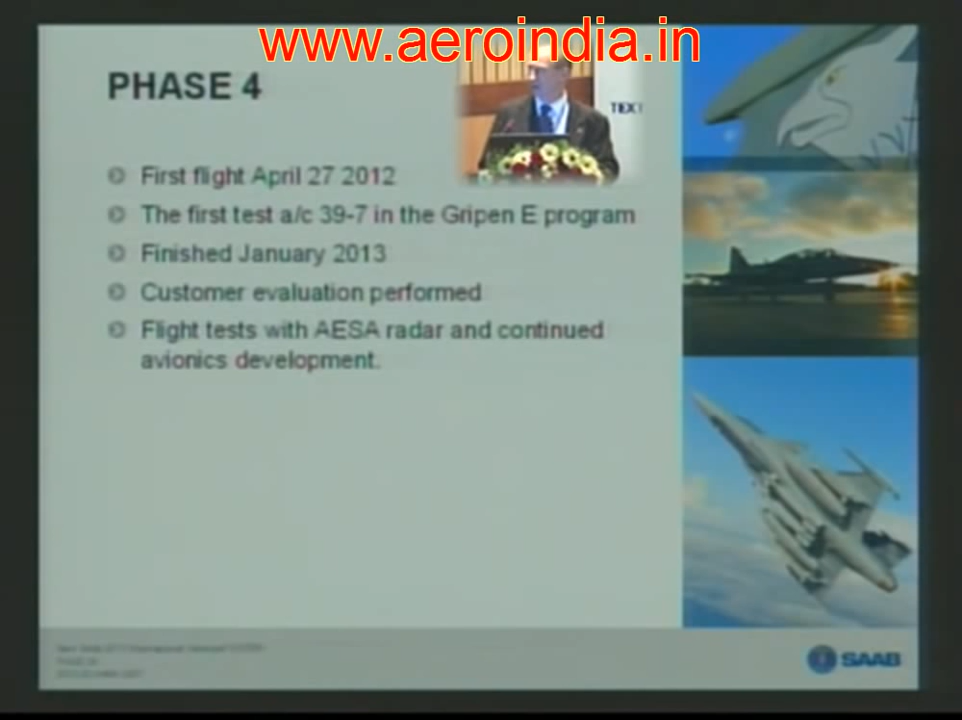 www.aeroindia.in
PHASE 4
TEXT
First flight April 27 2012
The first test a/c 39-7 in the Gripen E program
Finished January 2013
Customer evaluation performed
Flight tests with AESA radar and continued
avionics development.
SAAB